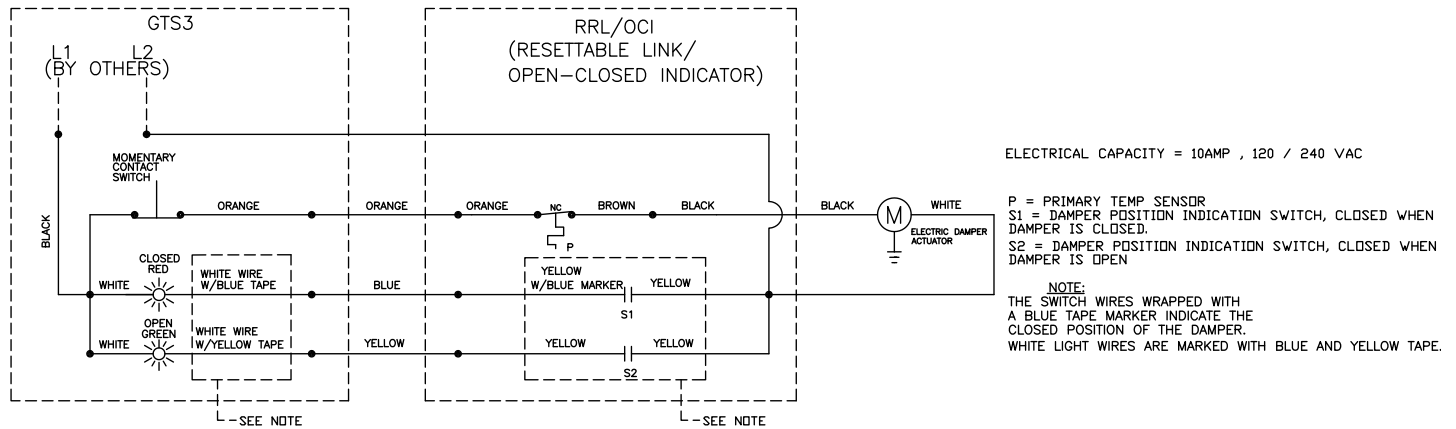 GTS3
L1 L2
(BY OTHERS)
MOMENTARY
CONTACT
SWITCH
BLACK
ORANGE
ORANGE
CLOSED
RED
WHITE
WHITE WIRE
W/BLUE TAPE
BLUE
OPEN
GREEN
WHITE
WHITE WIRE
W/YELLOW TAPE
YELLOW
SEE NOTE
RRL/OCI
(RESETTABLE LINK/
OPEN-CLOSED INDICATOR)
ORANGE
NC
P
BROWN
BLACK
YELLOW
W/BLUE MARKER
YELLOW
S1
YELLOW
YELLOW
S2
SEE NOTE
BLACK
M
WHITE
ELECTRIC DAMPER
ACTUATOR
ELECTRICAL CAPACITY = 10AMP , 120 / 240 VAC
P = PRIMARY TEMP SENSOR
S1 = DAMPER POSITION INDICATION SWITCH, CLOSED WHEN
DAMPER IS CLOSED.
S2 = DAMPER POSITION INDICATION SWITCH, CLOSED WHEN
DAMPER IS OPEN
NOTE:
THE SWITCH WIRES WRAPPED WITH
A BLUE TAPE MARKER INDICATE THE
CLOSED POSITION OF THE DAMPER.
WHITE LIGHT WIRES ARE MARKED WITH BLUE AND YELLOW TAPE.